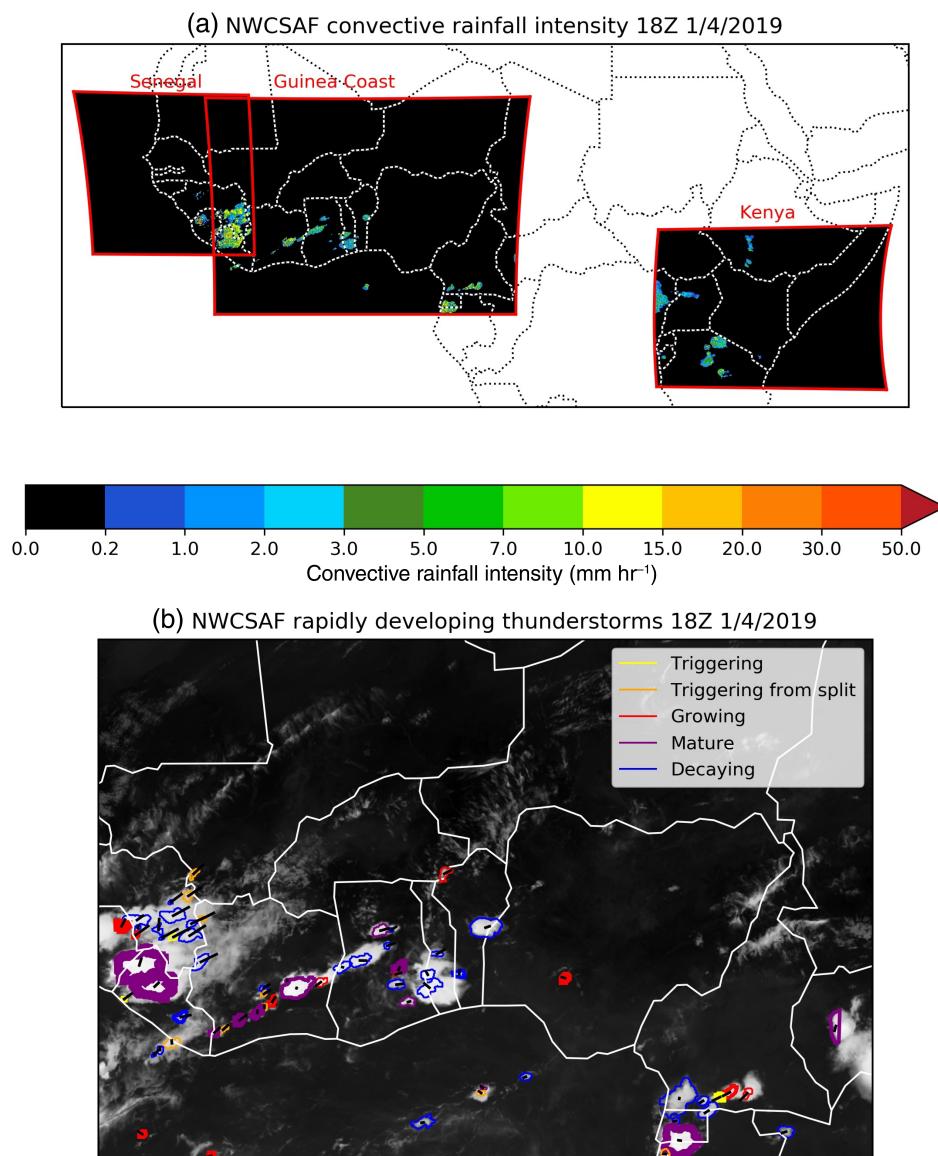 (a) NWCSAF convective rainfall intensity 18Z 1/4/2019
Senegal
Guinea Coast
Kenya
0.0 0.2 1.0 2.0 3.0 5.0 7.0 10.0 15.0 20.0 30.0 50.0
Convective rainfall intensity (mm hr⁻¹)
(b) NWCSAF rapidly developing thunderstorms 18Z 1/4/2019
Triggering
Triggering from split
Growing
Mature
Decaying